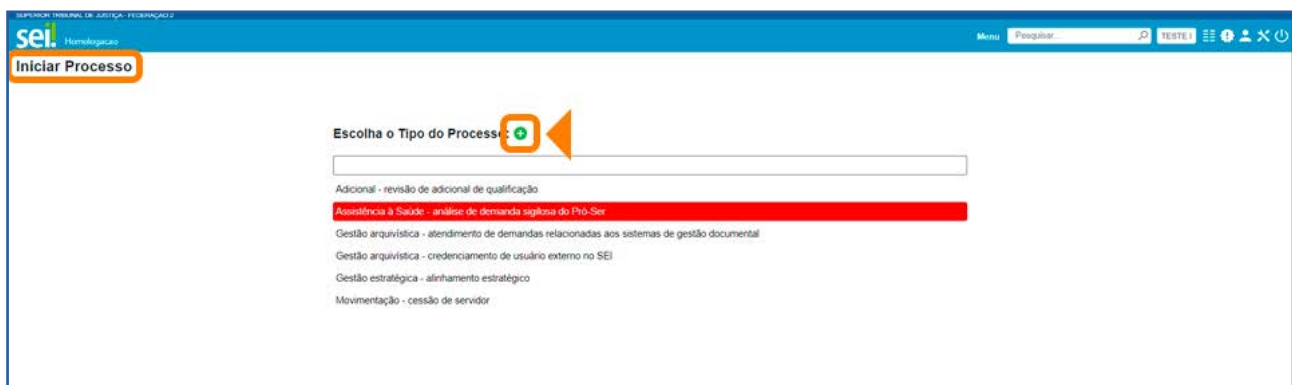 SUPERIOR TRIBUNAL DE JUSTIÇA - FEDERAÇÃO 2
sei! Homologacao
Menu Pesquisar... TESTE I
Iniciar Processo
Escolha o Tipo do Processo:
Adicional - revisão de adicional de qualificação
Assistência à Saúde - análise de demanda sigilosa do Pró-Ser
Gestão arquivística - atendimento de demandas relacionadas aos sistemas de gestão documental
Gestão arquivística - credenciamento de usuário externo no SEI
Gestão estratégica - alinhamento estratégico
Movimentação - cessão de servidor